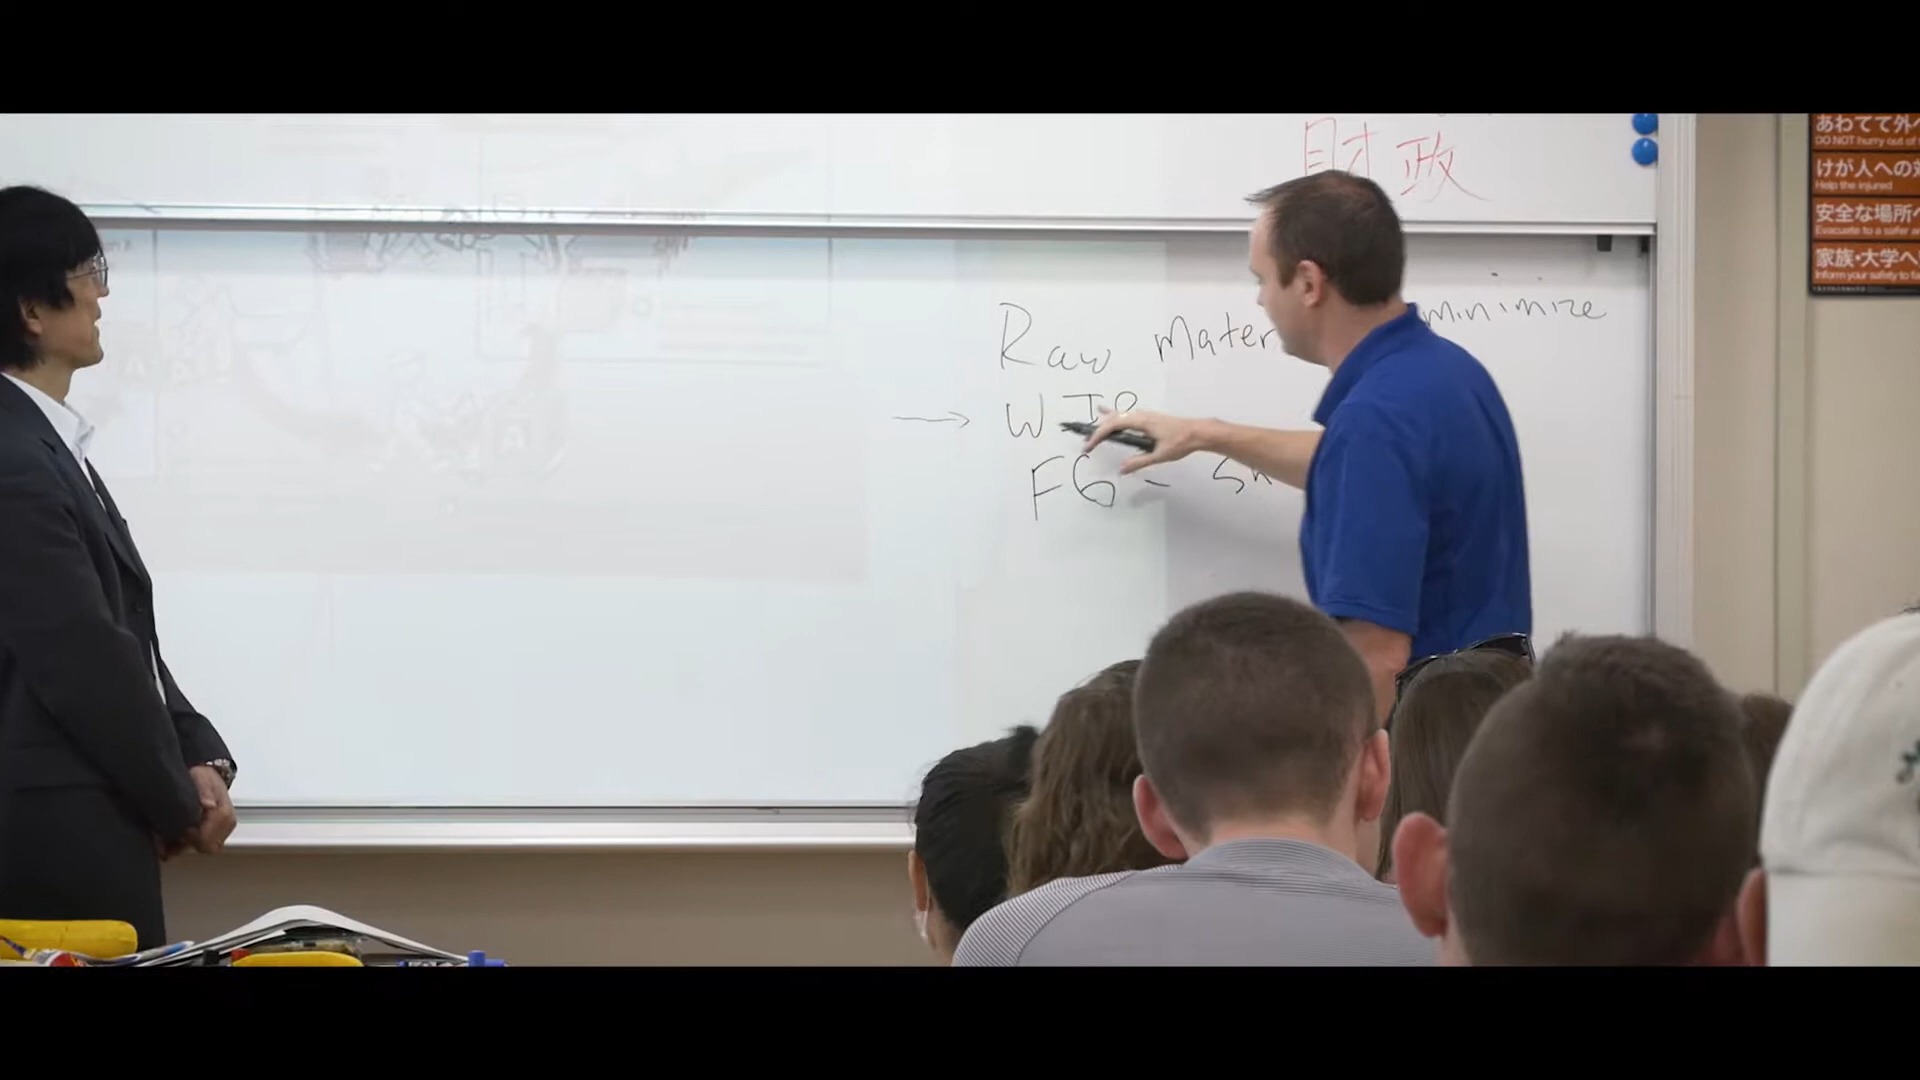 財政
Raw Mater minimize
→ WIP
FG - Sh
あわてて外へ
DO NOT hurry out of
けが人への対
Help the injured
安全な場所へ
Evacuate to a safer
家族・大学へ
Inform your safety to